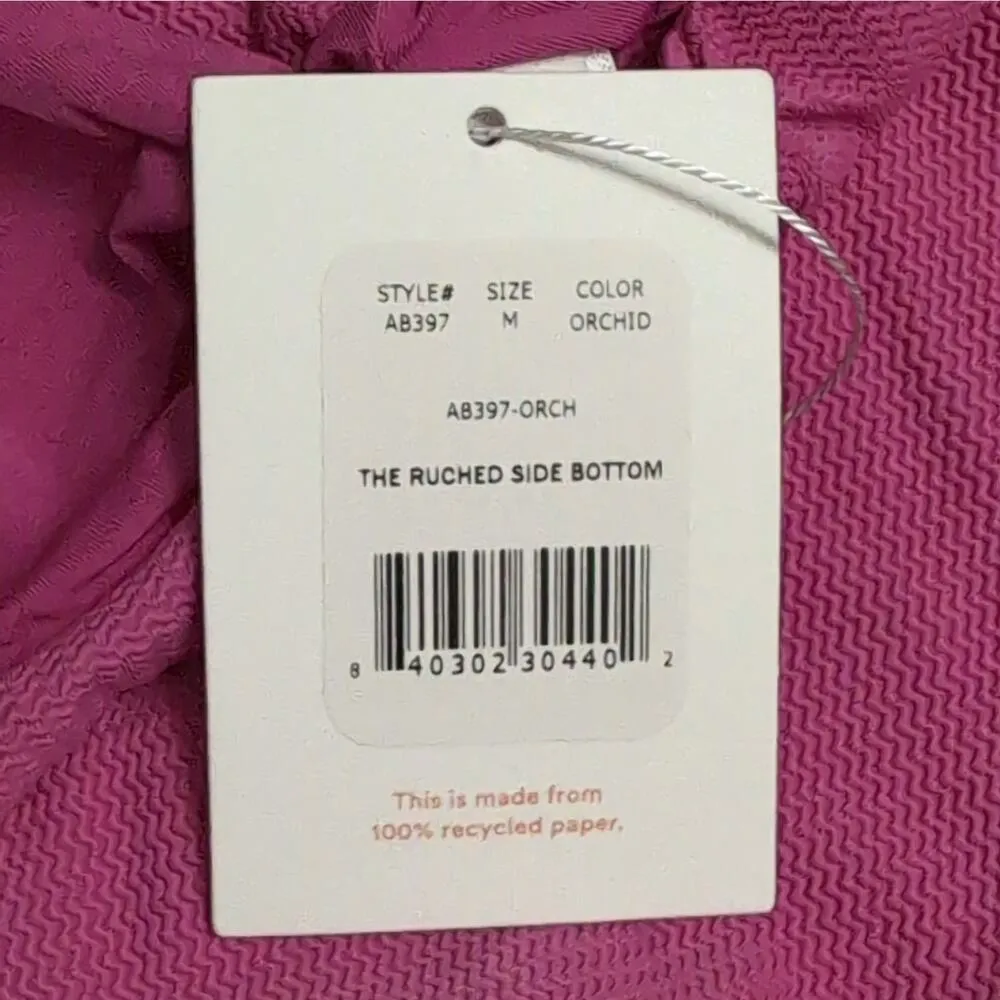 STYLE# SIZE COLOR
AB397 M ORCHID
AB397-ORCH
THE RUCHED SIDE BOTTOM
8 40302 30440 2
This is made from
100% recycled paper.